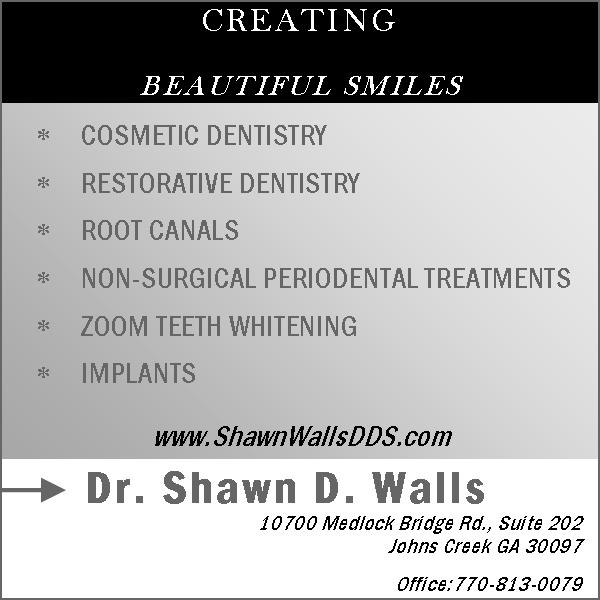 CREATING
BEAUTIFUL SMILES
* COSMETIC DENTISTRY
* RESTORATIVE DENTISTRY
* ROOT CANALS
* NON-SURGICAL PERIODENTAL TREATMENTS
* ZOOM TEETH WHITENING
* IMPLANTS
www.ShawnWallsDDS.com
Dr. Shawn D. Walls
10700 Medlock Bridge Rd., Suite 202
Johns Creek GA 30097
Office:770-813-0079